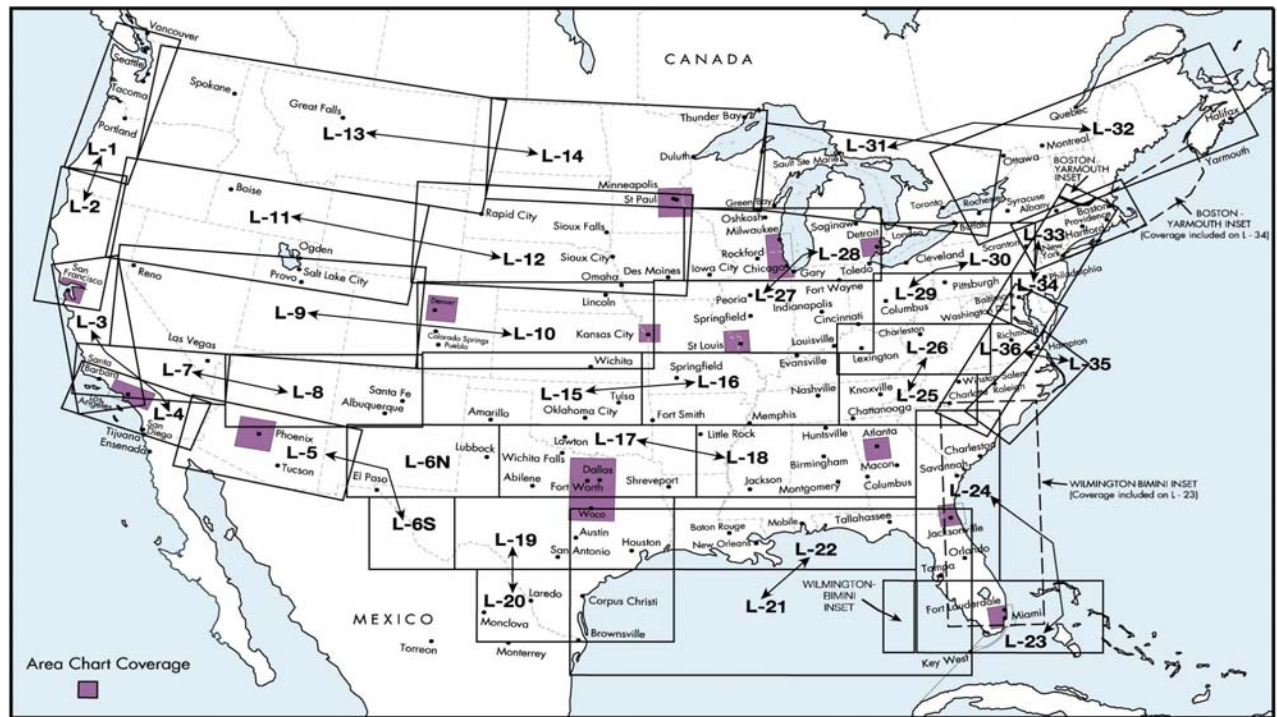 CANADA
Vancouver
Seattle
Tacoma
Portland
Spokane
Great Falls
L-13
L-14
Thunder Bay
Duluth
Sault Ste Marie
L-31
L-32
Quebec
Montreal
Ottawa
Halifax
Yarmouth
BOSTON
YARMOUTH
INSET
BOSTON -
YARMOUTH INSET
(Coverage included on L - 34)
L-1
L-2
Boise
L-11
L-12
Rapid City
Minneapolis
St Paul
Sioux Falls
Sioux City
Omaha
Des Moines
Lincoln
Green Bay
Oshkosh
Milwaukee
Rockford
Chicago
Iowa City
Saginaw
Detroit
London
L-28
Gary
Toledo
Toronto
Rochester
Buffalo
Syracuse
Albany
Boston
Providence
Hartford
Scranton
L-33
New
York
Cleveland
L-30
L-34
Philadelphia
Pittsburgh
Baltimore
Washington DC
San
Francisco
Reno
Ogden
Salt Lake City
Provo
L-9
L-10
Denver
Colorado Springs
Pueblo
Kansas City
Peoria
L-27
Fort Wayne
Indianapolis
Springfield
Cincinnati
St Louis
Louisville
L-29
Columbus
Charleston
Lexington
L-26
Richmond
L-36
Hampton
L-35
L-3
Las Vegas
Santa
Barbara
Los
Angeles
L-7
L-8
L-4
San
Diego
Tijuana
Ensenada
Santa Fe
Albuquerque
Wichita
Amarillo
L-15
L-16
Tulsa
Oklahoma City
Springfield
Evansville
Fort Smith
Memphis
Nashville
Knoxville
Chattanooga
L-25
Winston Salem
Charlotte
Raleigh
Phoenix
L-5
Tucson
El Paso
L-6N
L-6S
Lubbock
Lawton
Wichita Falls
Abilene
L-17
L-18
Dallas
Fort Worth
Waco
Shreveport
Little Rock
Huntsville
Birmingham
Jackson
Montgomery
Atlanta
Macon
Columbus
Charleston
Savannah
L-24
WILMINGTON BIMINI INSET
(Coverage included on L - 23)
L-19
Austin
San Antonio
Houston
Baton Rouge
New Orleans
Mobile
Tallahassee
Jacksonville
Orlando
Tampa
L-22
L-21
WILMINGTON-
BIMINI
INSET
L-20
Laredo
Monclova
Corpus Christi
Brownsville
Monterrey
MEXICO
Torreon
Fort Lauderdale
Miami
L-23
Key West
Area Chart Coverage